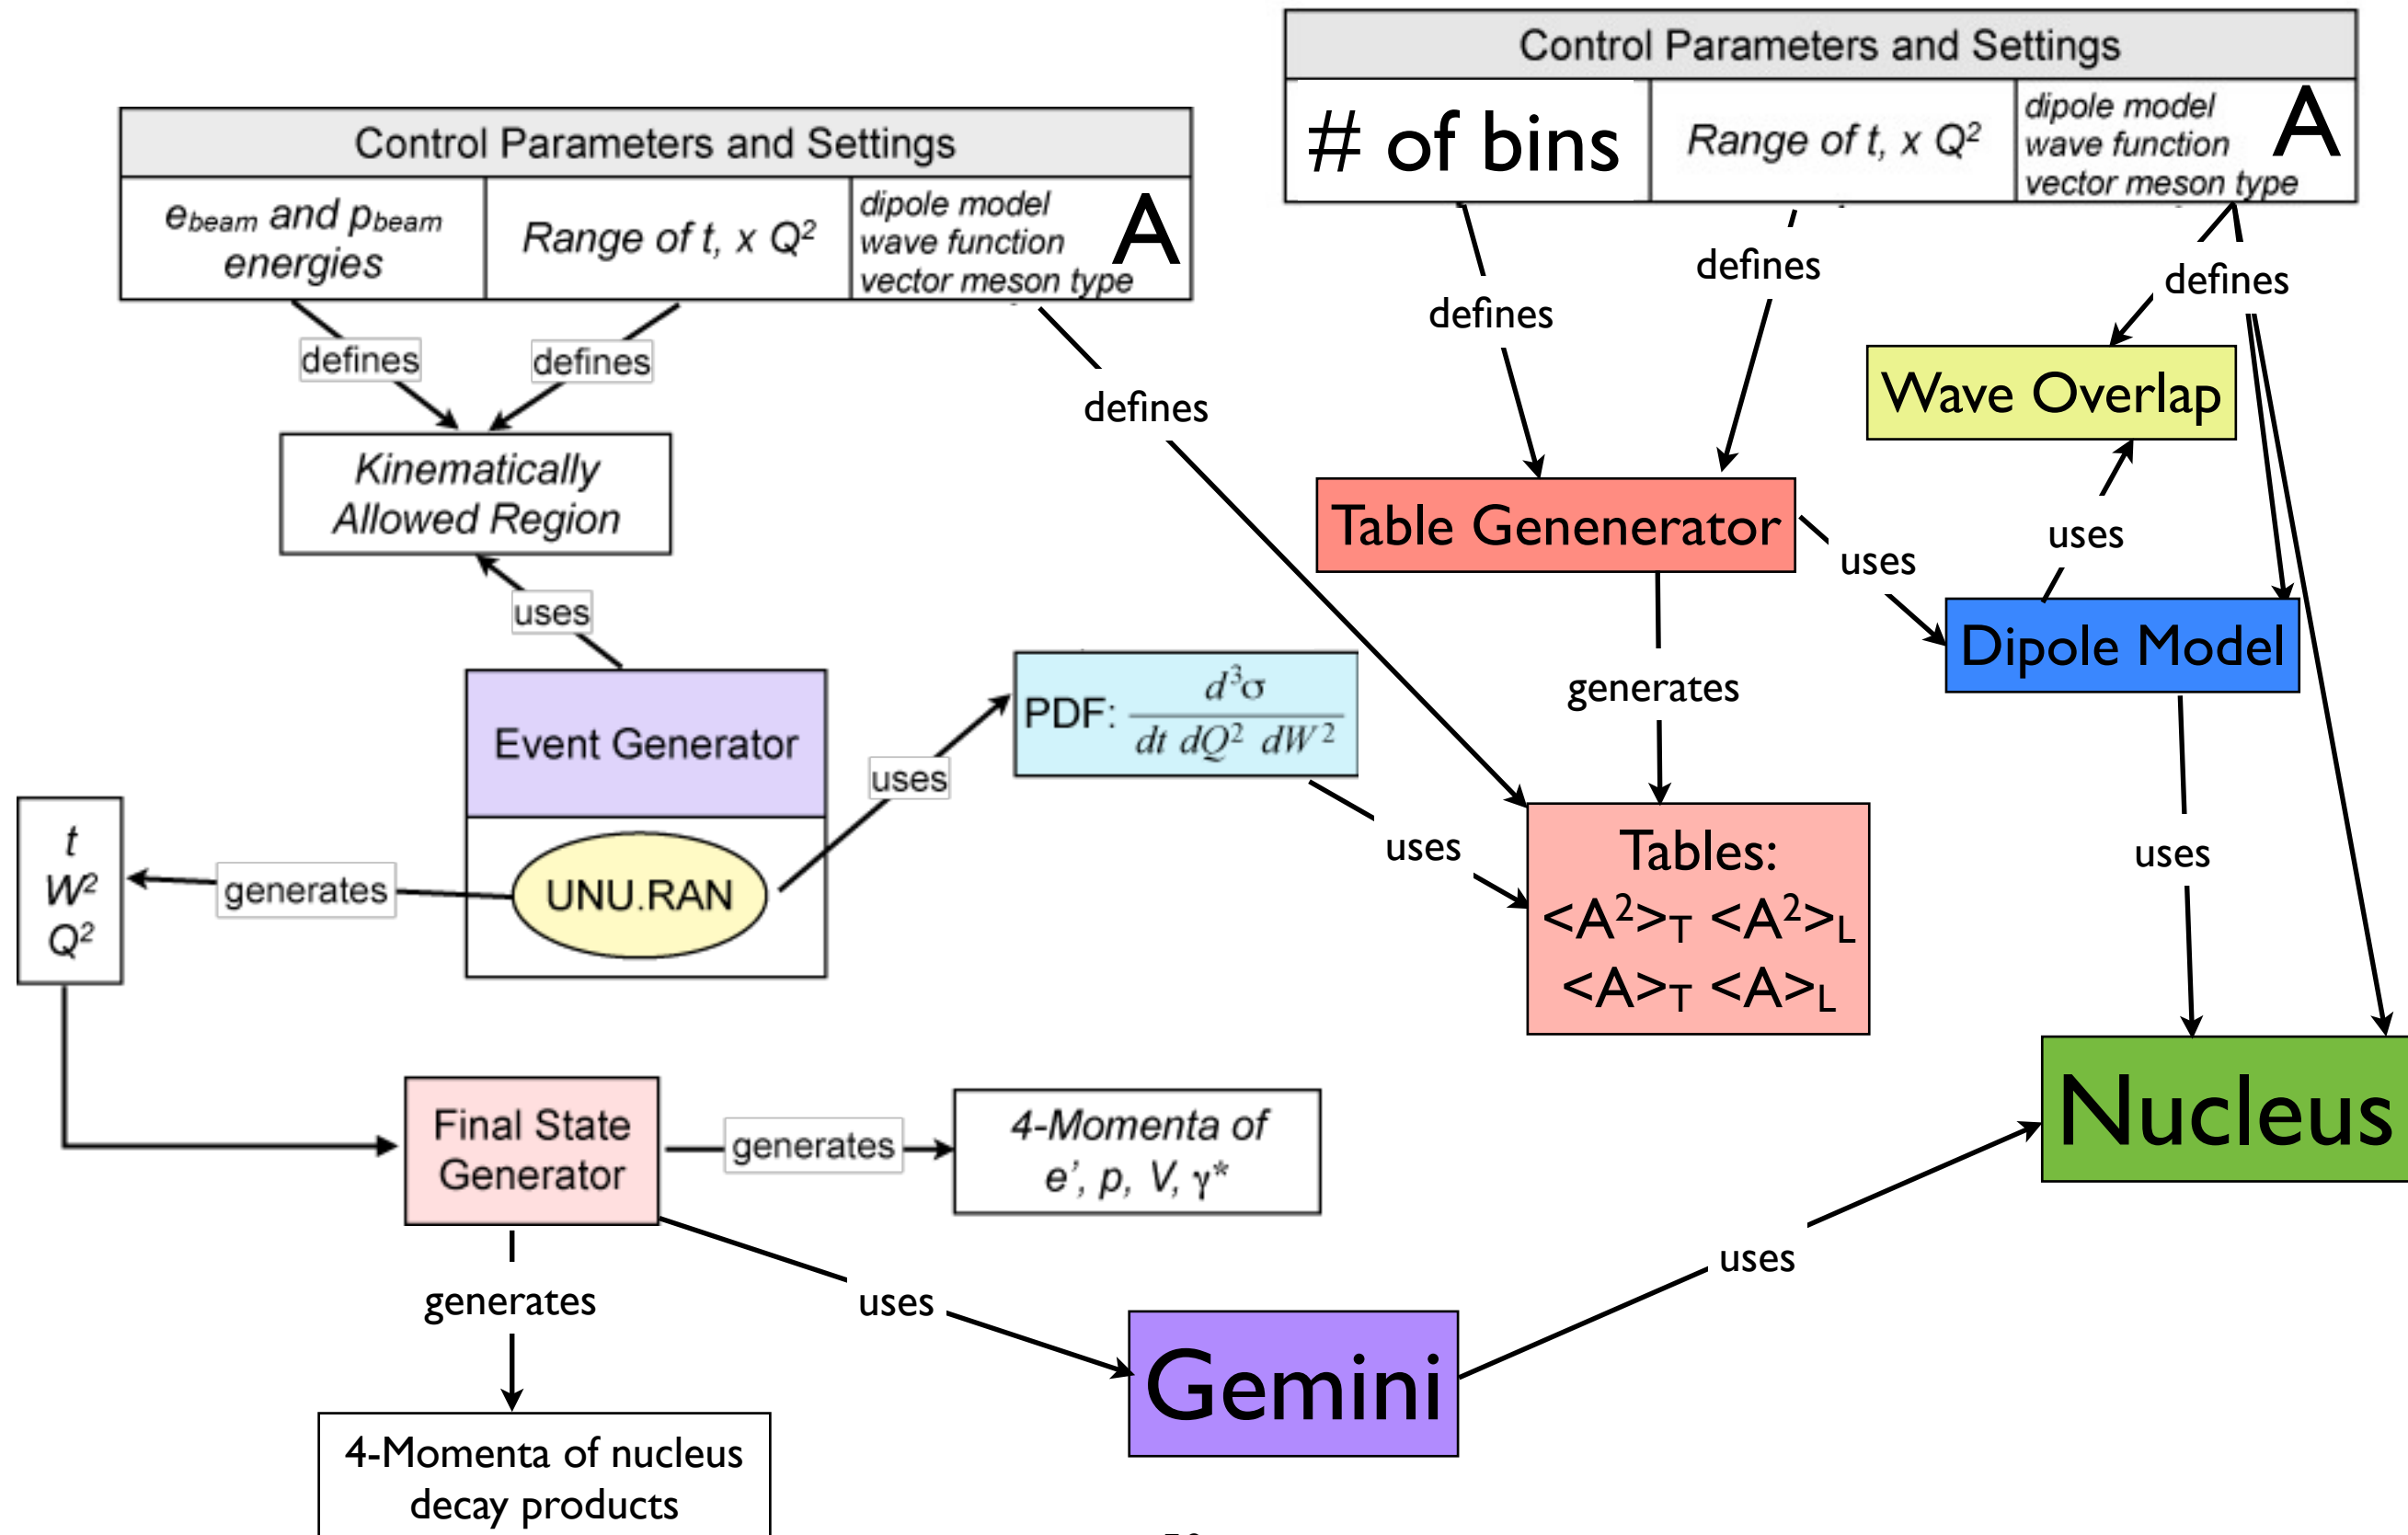 Control Parameters and Settings
# of bins
Range of t, x Q²
dipole model
wave function
vector meson type
A
Control Parameters and Settings
e_beam and p_beam
energies
Range of t, x Q²
dipole model
wave function
vector meson type
A
defines
defines
defines
defines
defines
defines
Wave Overlap
Kinematically
Allowed Region
Table Genenerator
uses
uses
uses
Dipole Model
Event Generator
uses
PDF: d³σ / dt dQ² dW²
generates
UNU.RAN
generates
t
W²
Q²
uses
uses
Tables:
<A²>T <A²>L
<A>T <A>L
Final State
Generator
generates
4-Momenta of
e’, p, V, γ*
Nucleus
generates
uses
uses
Gemini
4-Momenta of nucleus
decay products